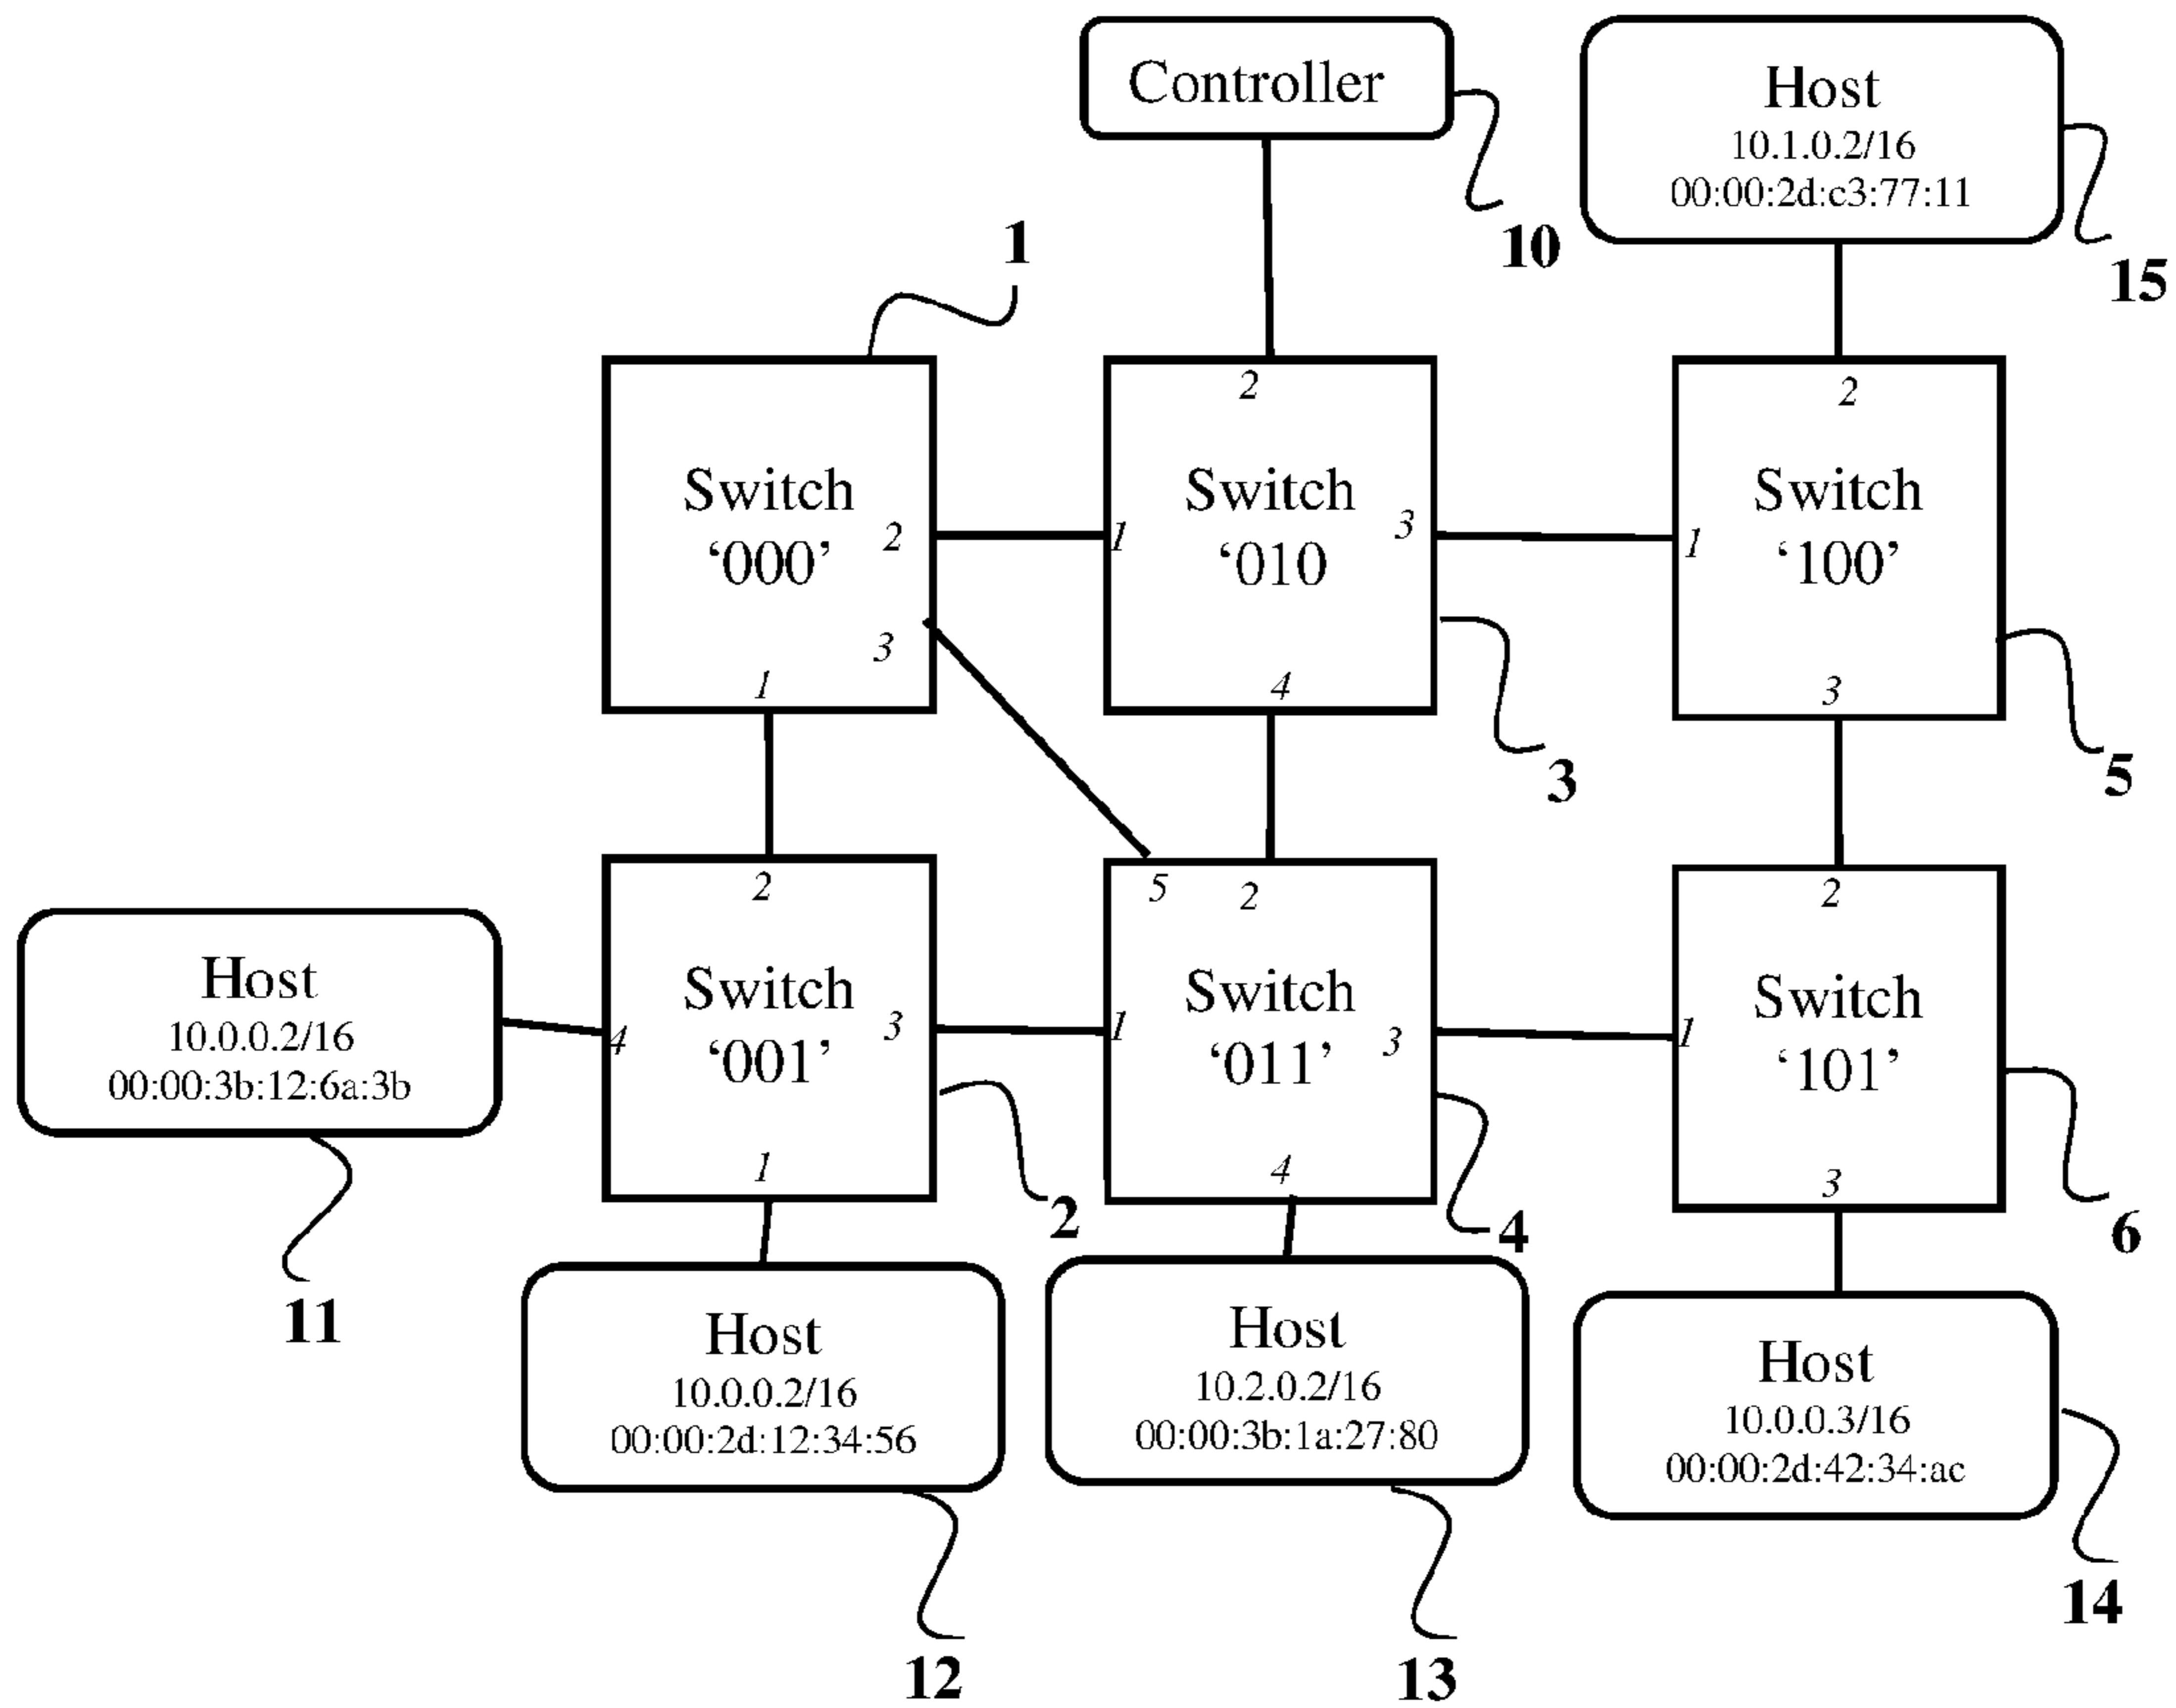 Controller
Host
10.1.0.2/16
00:00:2d:c3:77:11
10
15
1
Switch
‘000’
2
3
1
2
Switch
‘010
1
3
4
3
2
Switch
‘100’
1
3
5
Host
10.0.0.2/16
00:00:3b:12:6a:3b
11
2
Switch
‘001’
4
3
1
2
5
2
Switch
‘011’
1
3
4
4
2
Switch
‘101’
1
3
6
Host
10.0.0.2/16
00:00:2d:12:34:56
12
Host
10.2.0.2/16
00:00:3b:1a:27:80
13
Host
10.0.0.3/16
00:00:2d:42:34:ac
14